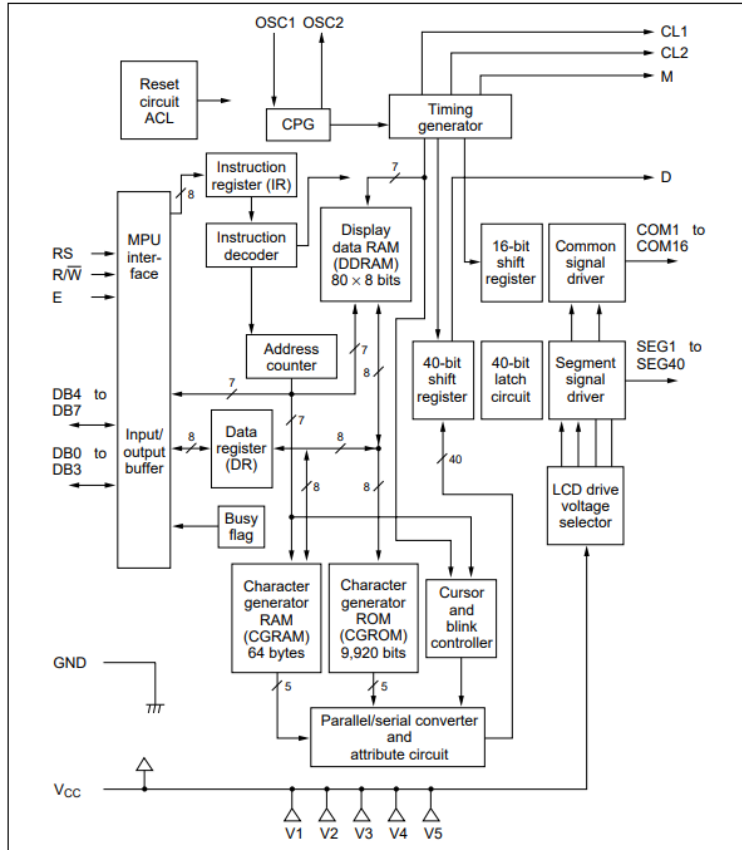 OSC1 OSC2
CL1
CL2
M
Reset
circuit
ACL
CPG
Timing
generator
8
Instruction
register (IR)
7
D
MPU
inter-
face
Instruction
decoder
Display
data RAM
(DDRAM)
80 × 8 bits
16-bit
shift
register
Common
signal
driver
COM1 to
COM16
RS
R/W̅
E
Address
counter
7
8
40-bit
shift
register
40-bit
latch
circuit
Segment
signal
driver
SEG1 to
SEG40
DB4 to
DB7
7
7
DB0 to
DB3
Input/
output
buffer
8
Data
register
(DR)
8
40
8
8
LCD drive
voltage
selector
Busy
flag
Character
generator
RAM
(CGRAM)
64 bytes
Character
generator
ROM
(CGROM)
9,920 bits
Cursor
and
blink
controller
GND
5
5
Parallel/serial converter
and
attribute circuit
VCC
V1 V2 V3 V4 V5